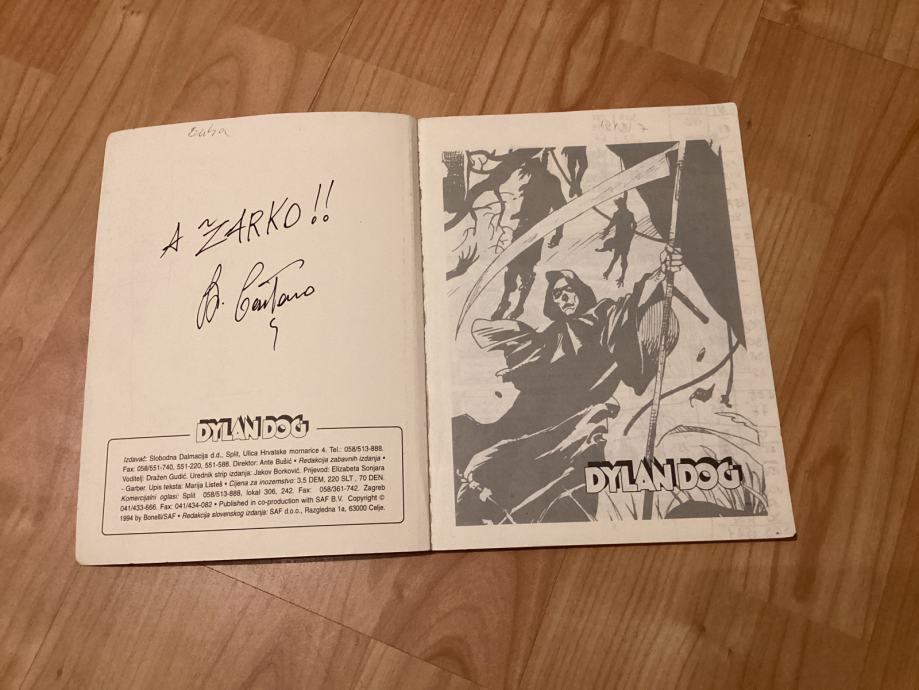 A ŽARKO!!
DYLAN DOG
Izdavač: Slobodna Dalmacija d.d., Split, Ulica Hrvatske mornarice 4. Tel.: 058/513-888.
Fax: 058/551-740, 551-220, 551-588. Direktor: Ante Bušić • Redakcija zabavnih izdanja •
Voditelj: Dražen Gudić. Urednik strip izdanja: Jakov Borković. Prijevod: Elizabeta Sonjara
- Garber. Upis teksta: Marija Listeš • Cijena za inozemstvo: 3,5 DEM, 220 SLT , 70 DEN.
Komercijalni oglasi: Split 058/513-888, lokal 306, 242. Fax: 058/361-742. Zagreb
041/433-666. Fax: 041/434-082 • Published in co-production with SAF B.V. Copyright ©
1994 by Bonelli/SAF • Redakcija slovenskog izdanja: SAF d.o.o., Razgledna 1a, 63000 Celje.
DYLAN DOG